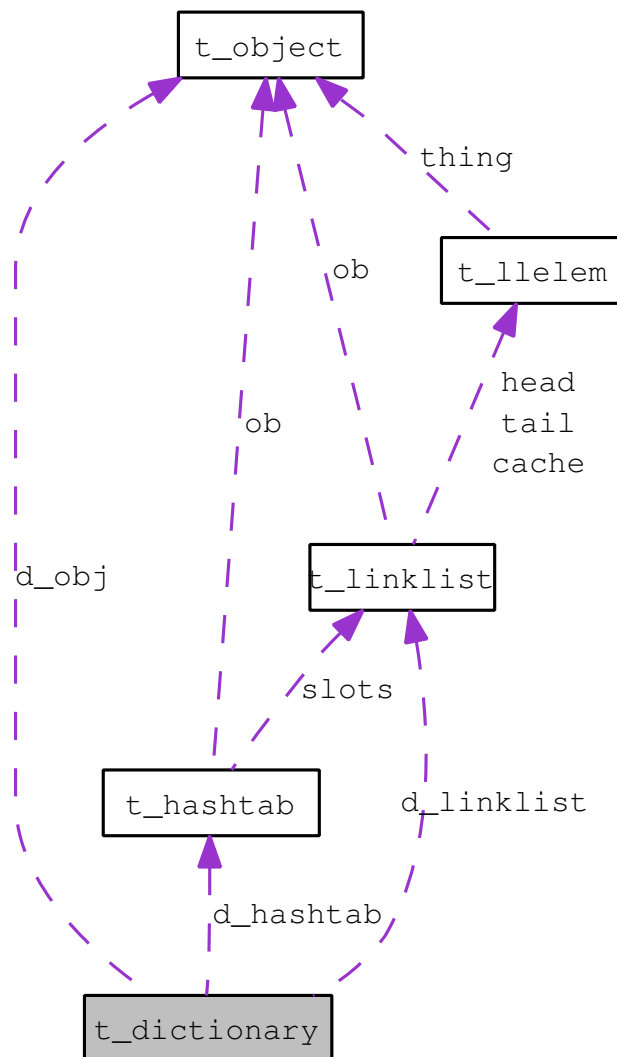 t_object
thing
t_llelem
ob
head
tail
cache
ob
t_linklist
d_obj
slots
t_hashtab
d_linklist
d_hashtab
t_dictionary